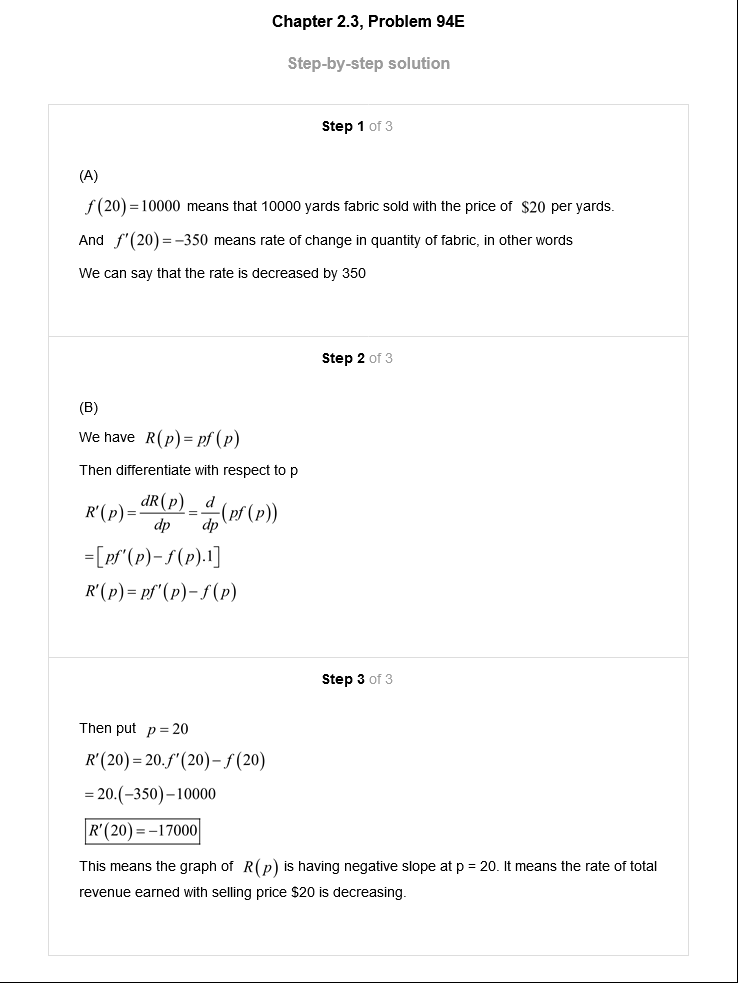 Chapter 2.3, Problem 94E
Step-by-step solution
Step 1 of 3
(A)
f(20)=10000 means that 10000 yards fabric sold with the price of $20 per yards.
And f'(20)=−350 means rate of change in quantity of fabric, in other words
We can say that the rate is decreased by 350
Step 2 of 3
(B)
We have R(p)=pf(p)
Then differentiate with respect to p
R'(p)=dR(p)/dp=d/dp(pf(p))
=[pf'(p)−f(p).1]
R'(p)=pf'(p)−f(p)
Step 3 of 3
Then put p=20
R'(20)=20.f'(20)−f(20)
=20.(−350)−10000
R'(20)=−17000
This means the graph of R(p) is having negative slope at p = 20. It means the rate of total
revenue earned with selling price $20 is decreasing.